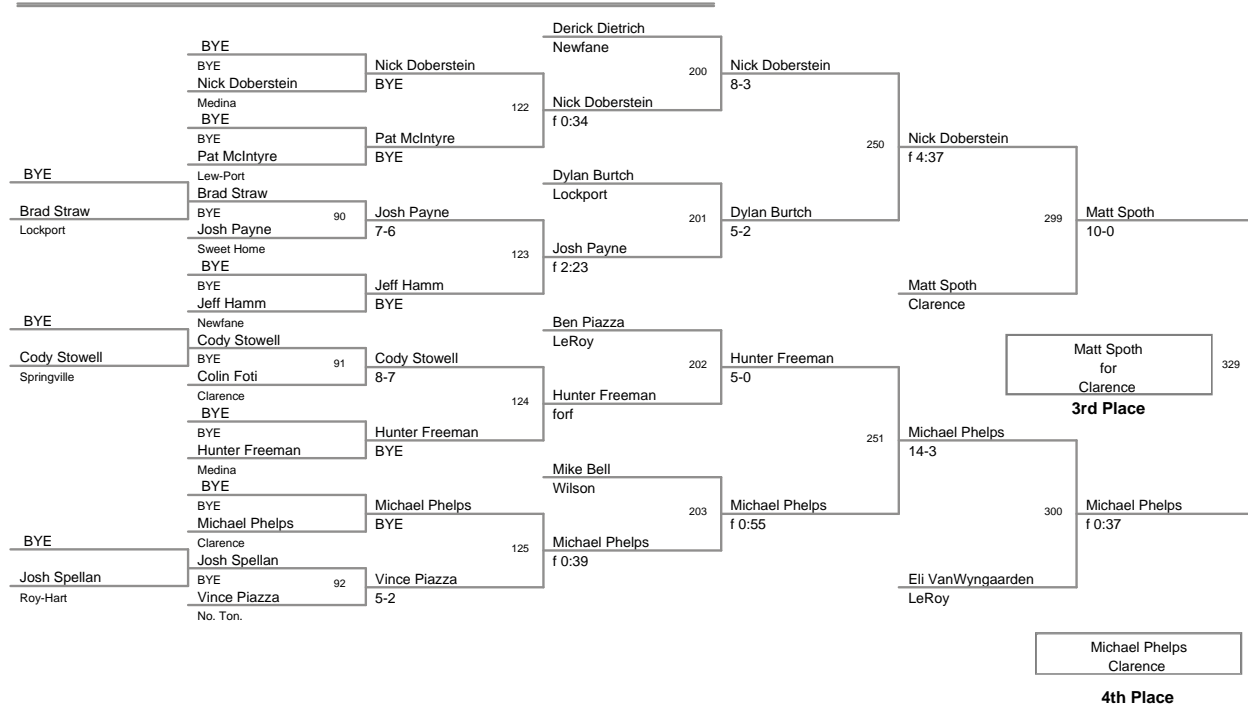 BYE
Brad Straw
Lockport
BYE
Cody Stowell
Springville
BYE
Josh Spellan
Roy-Hart
BYE
BYE
Nick Doberstein
Medina
BYE
BYE
Pat McIntyre
Lew-Port
Brad Straw
BYE
90
Josh Payne
Sweet Home
BYE
BYE
Jeff Hamm
Newfane
Cody Stowell
BYE
91
Colin Foti
Clarence
BYE
BYE
Hunter Freeman
Medina
BYE
BYE
Michael Phelps
Clarence
Josh Spellan
BYE
92
Vince Piazza
No. Ton.
Nick Doberstein
BYE
122
Pat McIntyre
BYE
Josh Payne
7-6
123
Jeff Hamm
BYE
Cody Stowell
8-7
124
Hunter Freeman
BYE
Michael Phelps
BYE
125
Vince Piazza
5-2
Derick Dietrich
Newfane
200
Nick Doberstein
f 0:34
Dylan Burtch
Lockport
201
Josh Payne
f 2:23
Ben Piazza
LeRoy
202
Hunter Freeman
forf
Mike Bell
Wilson
203
Michael Phelps
f 0:39
Nick Doberstein
8-3
250
Dylan Burtch
5-2
Hunter Freeman
5-0
251
Michael Phelps
f 0:55
Nick Doberstein
f 4:37
299
Matt Spoth
Clarence
Michael Phelps
14-3
300
Eli VanWyngaarden
LeRoy
Matt Spoth
10-0
Matt Spoth
for
Clarence
329
3rd Place
Michael Phelps
f 0:37
Michael Phelps
Clarence
4th Place